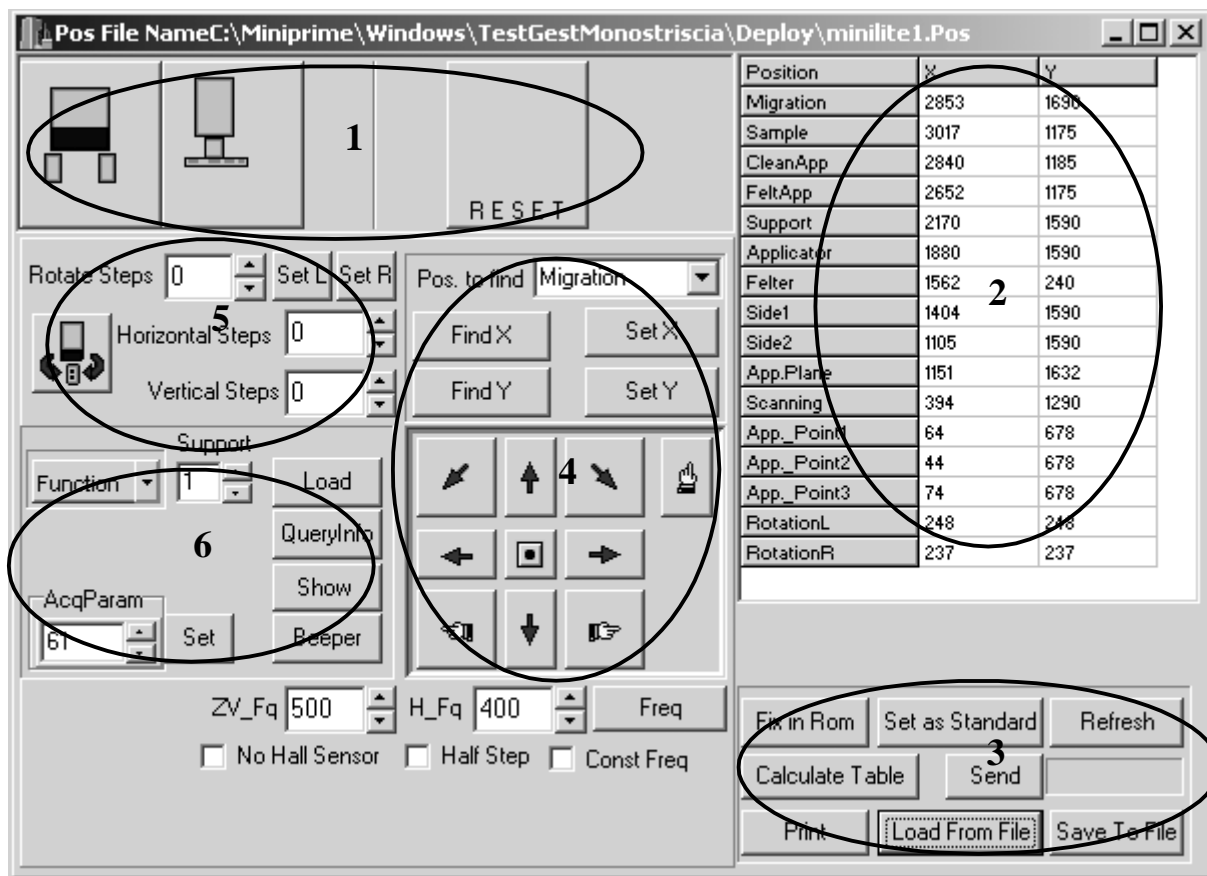 Pos File NameC:\Miniprime\Windows\TestGestMonostriscia\Deploy\minilite1.Pos
1
RESET
Position X Y
Migration 2853 1690
Sample 3017 1175
CleanApp 2840 1185
FeltApp 2652 1175
Support 2170 1590
Applicator 1880 1590
Felter 1562 240
Side1 1404 1590
Side2 1105 1590
App.Plane 1151 1632
Scanning 394 1290
App._Point1 64 678
App._Point2 44 678
App._Point3 74 678
RotationL 248 248
RotationR 237 237
2
Rotate Steps 0 Set L Set R
5
Horizontal Steps 0
Vertical Steps 0
Pos. to find Migration
Find X Set X
Find Y Set Y
4
Support
Function 1 Load
QueryInfo
6
Show
AcqParam
61 Set Beeper
ZV_Fq 500 H_Fq 400 Freq
No Hall Sensor Half Step Const Freq
Fix in Rom Set as Standard Refresh
3
Calculate Table Send
Print Load From File Save To File